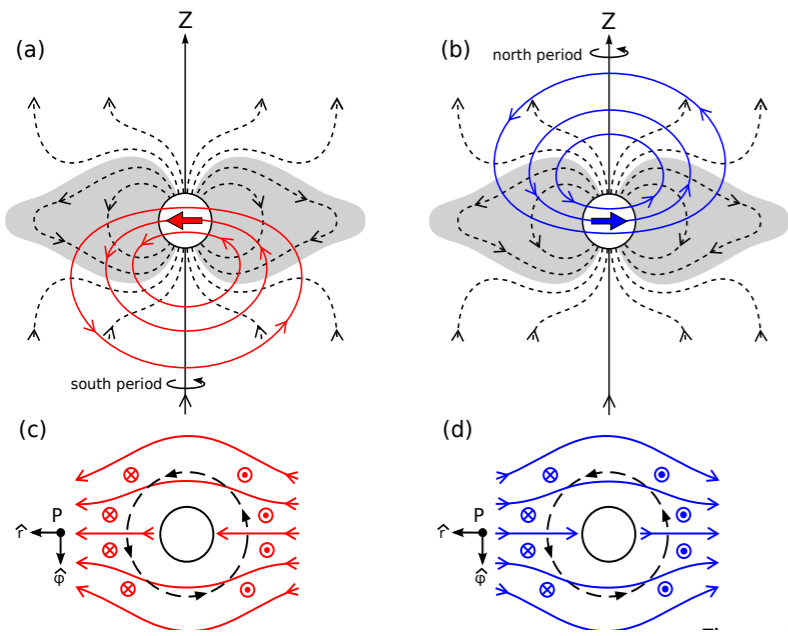 (a)
Z
south period
(b)
Z
north period
(c)
P
r̂
φ̂
(d)
P
r̂
φ̂